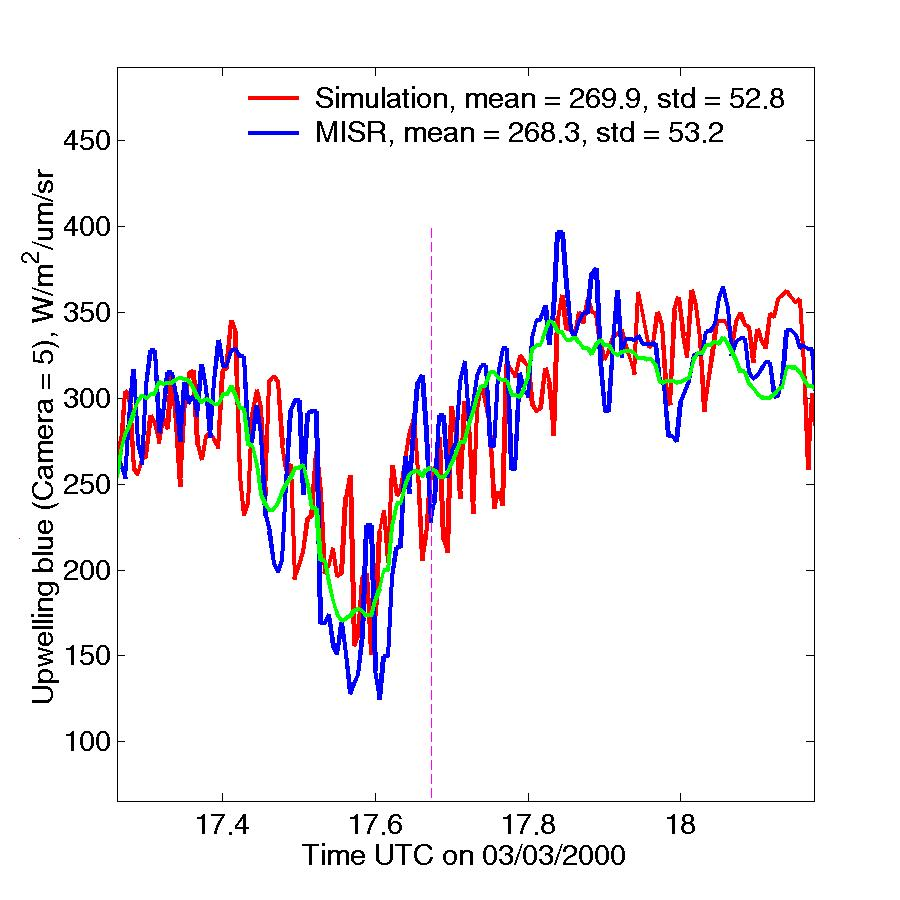 Simulation, mean = 269.9, std = 52.8
MISR, mean = 268.3, std = 53.2
Upwelling blue (Camera = 5), W/m²/um/sr
450
400
350
300
250
200
150
100
17.4 17.6 17.8 18
Time UTC on 03/03/2000